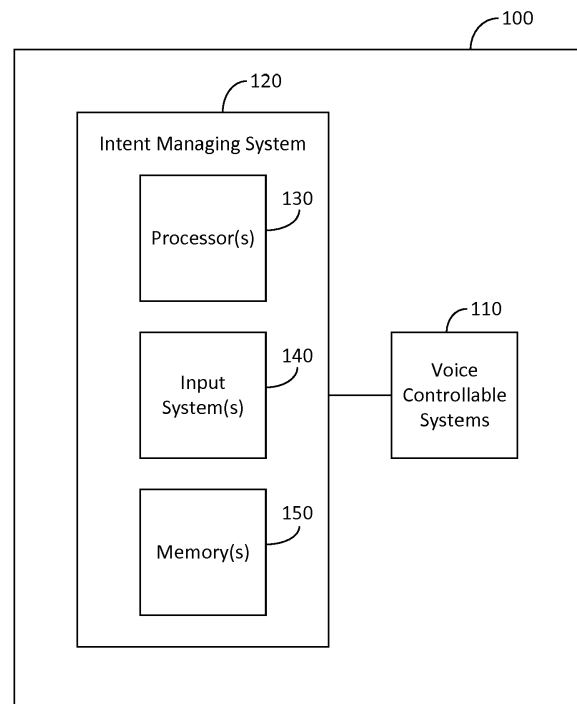 100
120
Intent Managing System
130
Processor(s)
110
140
Input
System(s)
Voice
Controllable
Systems
150
Memory(s)